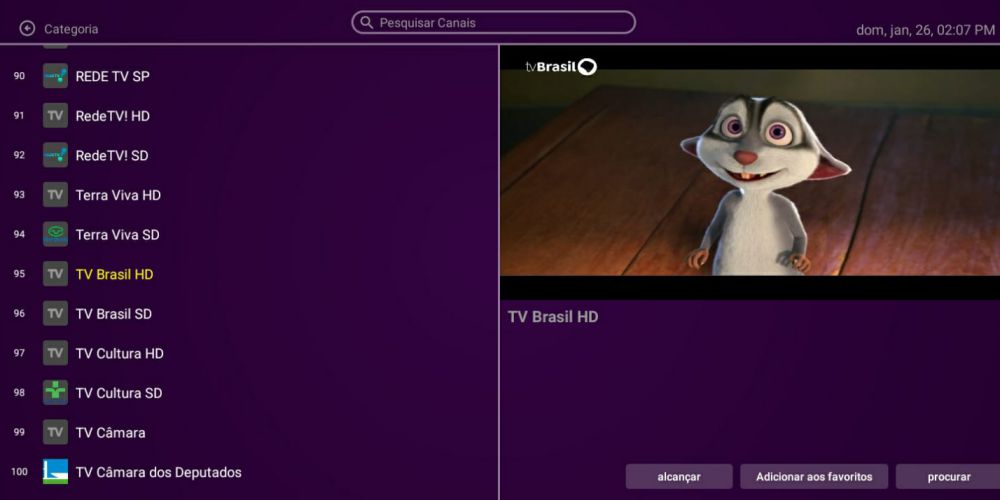 Categoria
Pesquisar Canais
dom, jan, 26, 02:07 PM
90 REDE TV SP
91 TV RedeTV! HD
92 RedeTV! SD
93 TV Terra Viva HD
94 Terra Viva SD
95 TV TV Brasil HD
96 TV TV Brasil SD
97 TV TV Cultura HD
98 TV Cultura SD
99 TV TV Câmara
100 TV Câmara dos Deputados
tvBrasil
TV Brasil HD
alcançar
Adicionar aos favoritos
procurar